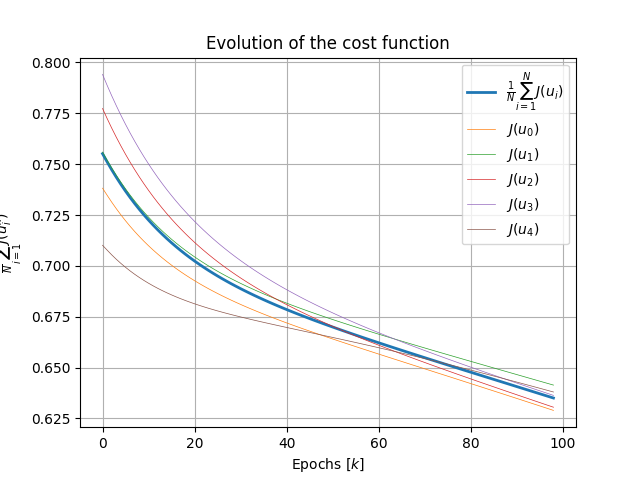 Evolution of the cost function
0.800
0.775
0.750
0.725
0.700
0.675
0.650
0.625
0 20 40 60 80 100
Epochs [k]
1/N ∑_{i=1}^{N} J(u_i)
J(u_0)
J(u_1)
J(u_2)
J(u_3)
J(u_4)